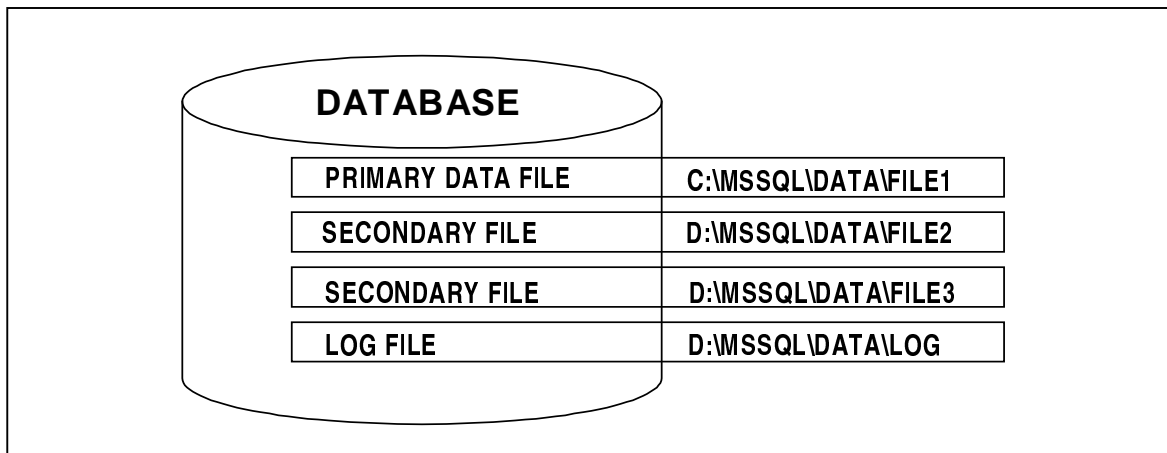 DATABASE
PRIMARY DATA FILE C:\MSSQL\DATA\FILE1
SECONDARY FILE D:\MSSQL\DATA\FILE2
SECONDARY FILE D:\MSSQL\DATA\FILE3
LOG FILE D:\MSSQL\DATA\LOG